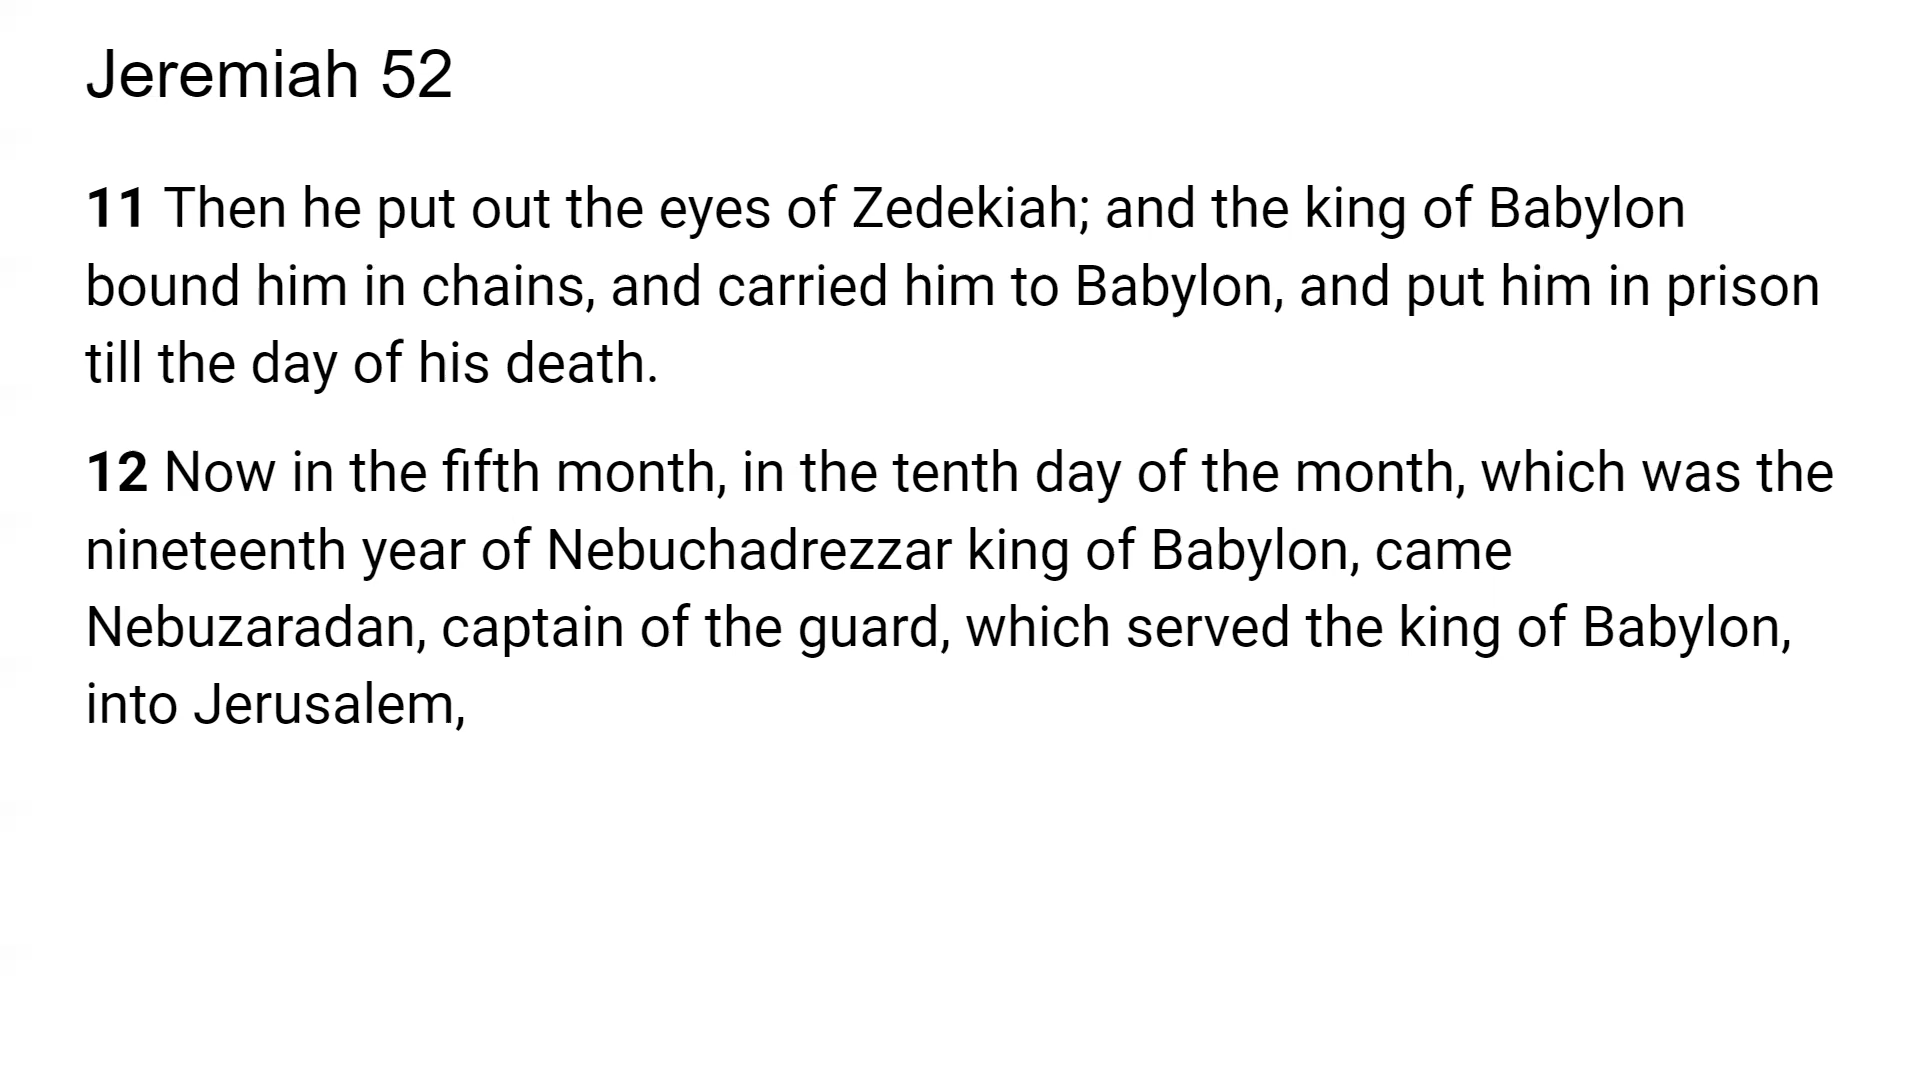 Jeremiah 52
11 Then he put out the eyes of Zedekiah; and the king of Babylon
bound him in chains, and carried him to Babylon, and put him in prison
till the day of his death.
12 Now in the fifth month, in the tenth day of the month, which was the
nineteenth year of Nebuchadrezzar king of Babylon, came
Nebuzaradan, captain of the guard, which served the king of Babylon,
into Jerusalem,